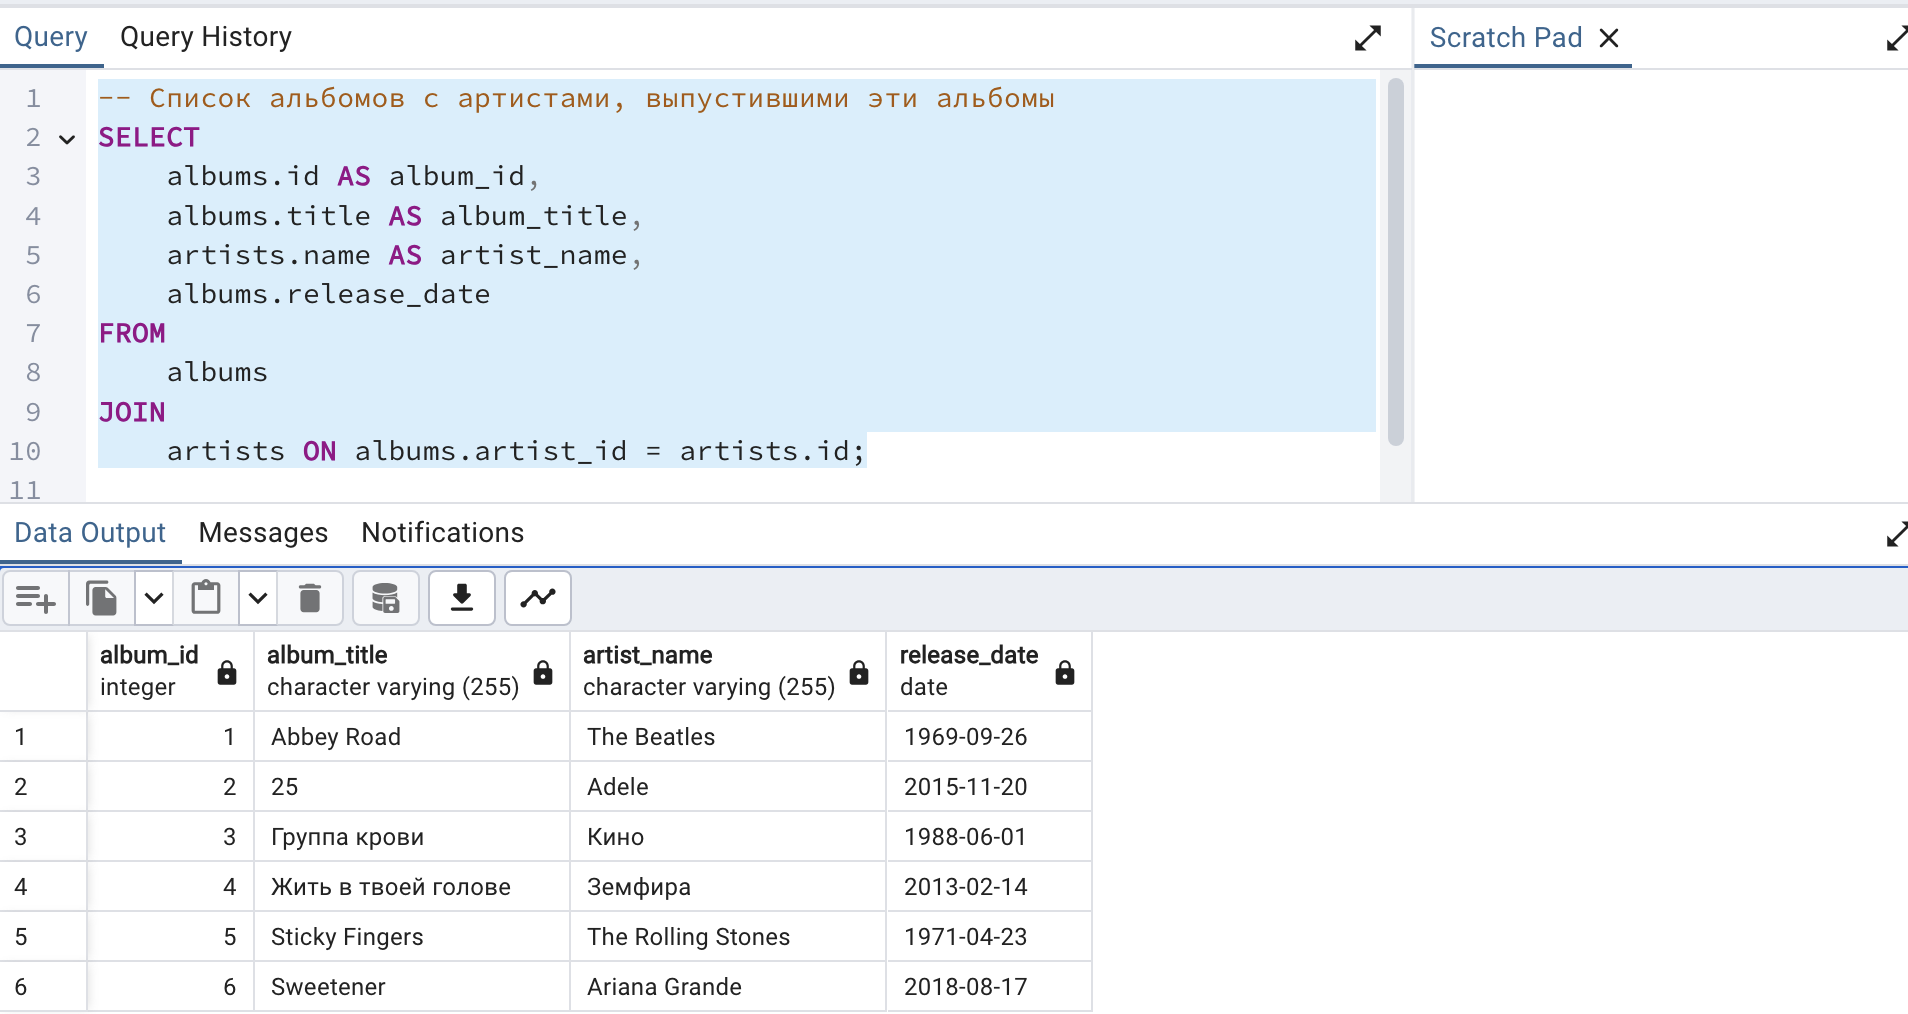 Query Query History
Scratch Pad
1 -- Список альбомов с артистами, выпустившими эти альбомы
2 SELECT
3 albums.id AS album_id,
4 albums.title AS album_title,
5 artists.name AS artist_name,
6 albums.release_date
7 FROM
8 albums
9 JOIN
10 artists ON albums.artist_id = artists.id;
11
Data Output Messages Notifications
album_id album_title artist_name release_date
integer character varying (255) character varying (255) date
1 1 Abbey Road The Beatles 1969-09-26
2 2 25 Adele 2015-11-20
3 3 Группа крови Кино 1988-06-01
4 4 Жить в твоей голове Земфира 2013-02-14
5 5 Sticky Fingers The Rolling Stones 1971-04-23
6 6 Sweetener Ariana Grande 2018-08-17